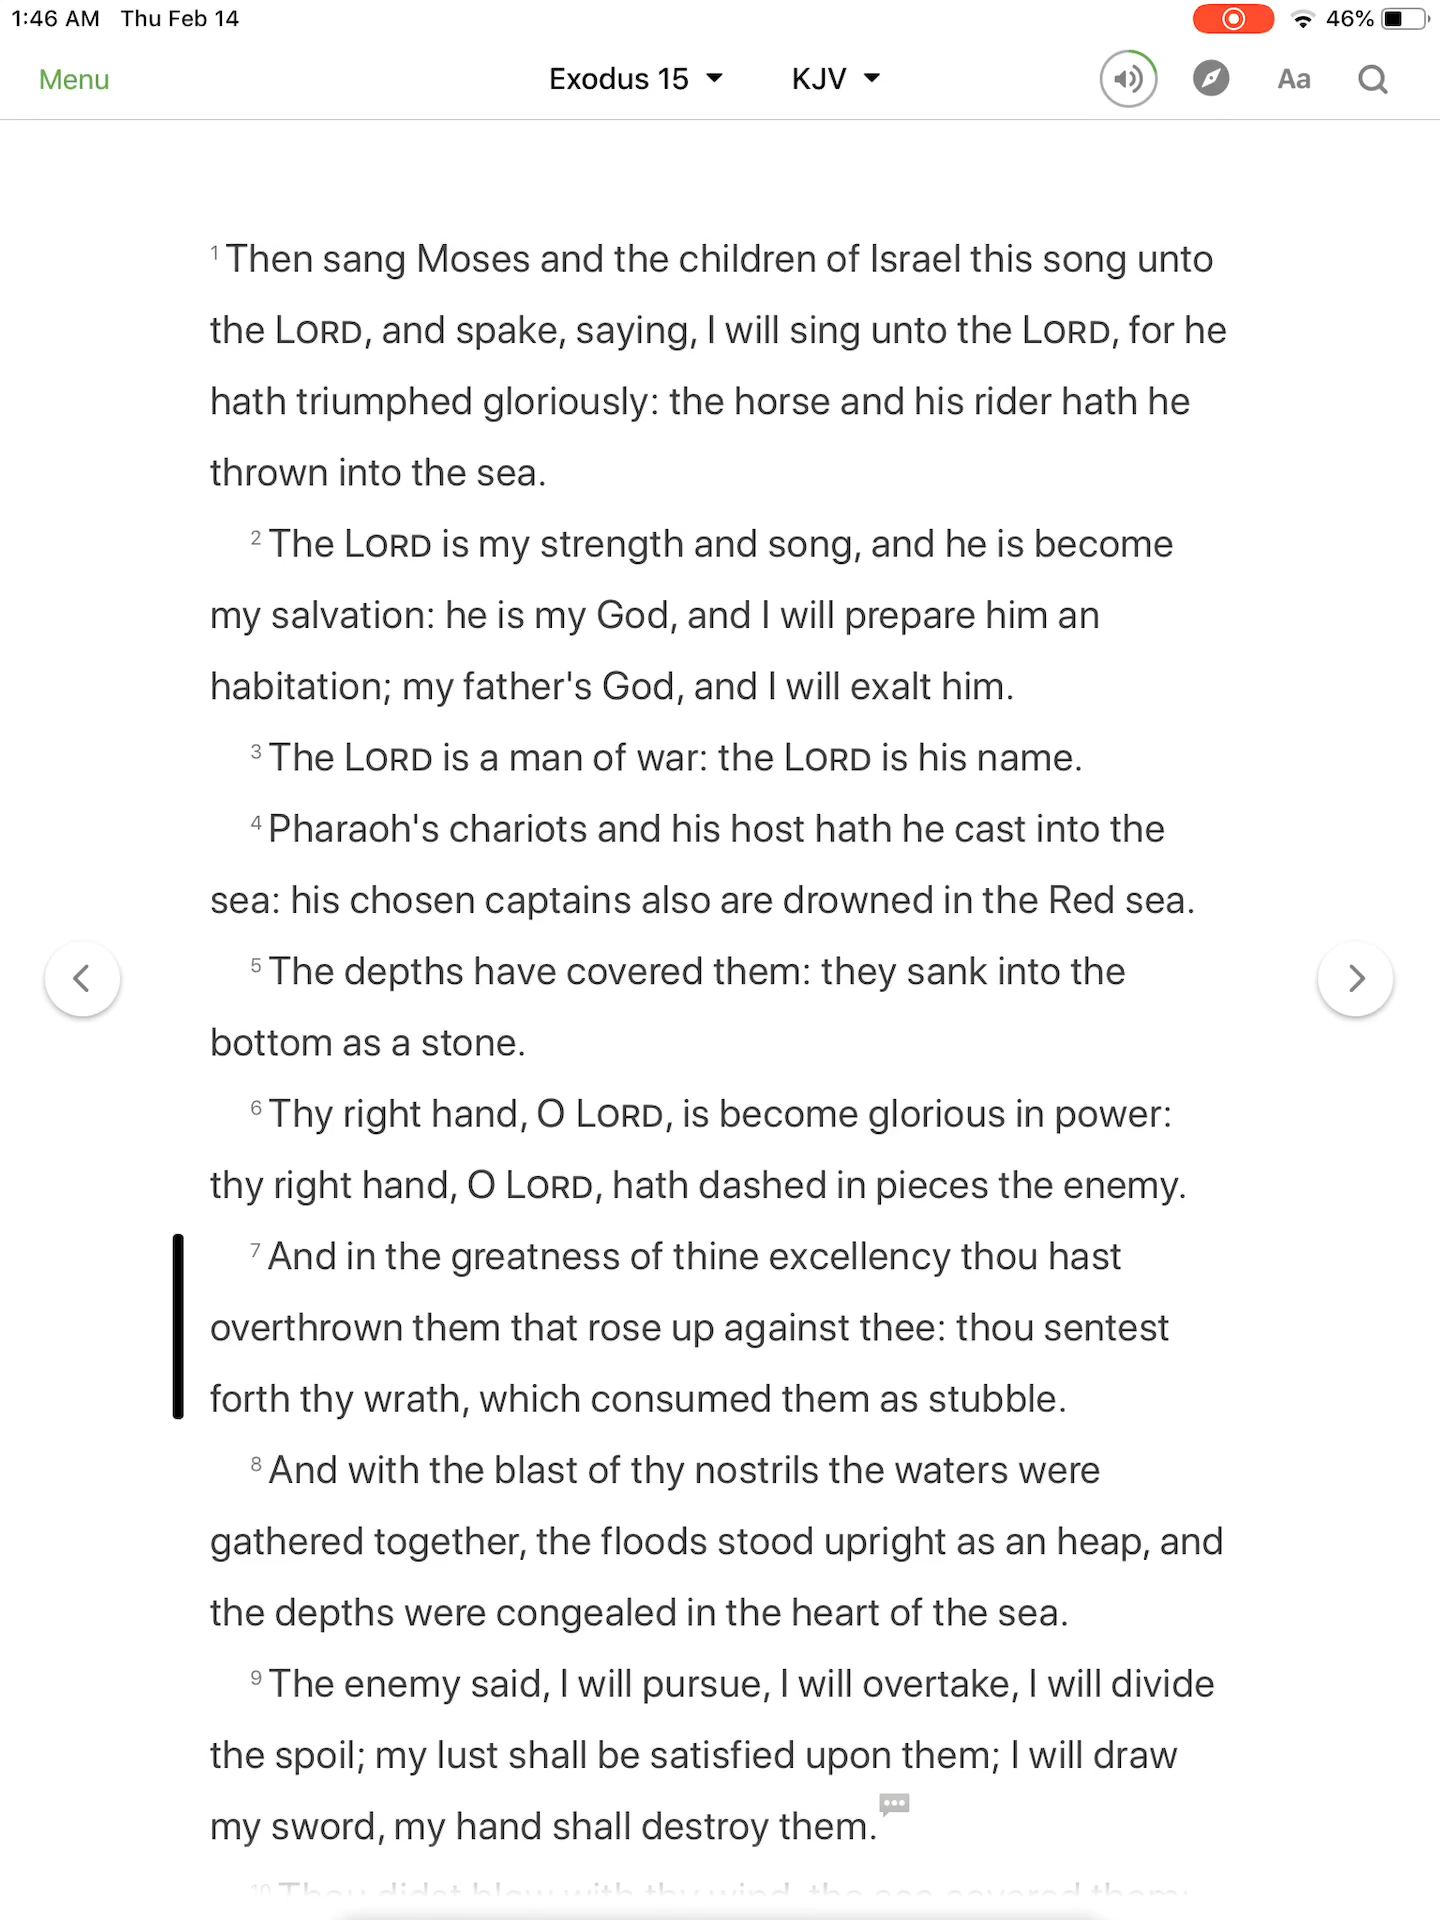 1:46 AM Thu Feb 14 46%
Menu Exodus 15 KJV Aa
1 Then sang Moses and the children of Israel this song unto
the LORD, and spake, saying, I will sing unto the LORD, for he
hath triumphed gloriously: the horse and his rider hath he
thrown into the sea.
2 The LORD is my strength and song, and he is become
my salvation: he is my God, and I will prepare him an
habitation; my father's God, and I will exalt him.
3 The LORD is a man of war: the LORD is his name.
4 Pharaoh's chariots and his host hath he cast into the
sea: his chosen captains also are drowned in the Red sea.
5 The depths have covered them: they sank into the
bottom as a stone.
6 Thy right hand, O LORD, is become glorious in power:
thy right hand, O LORD, hath dashed in pieces the enemy.
7 And in the greatness of thine excellency thou hast
overthrown them that rose up against thee: thou sentest
forth thy wrath, which consumed them as stubble.
8 And with the blast of thy nostrils the waters were
gathered together, the floods stood upright as an heap, and
the depths were congealed in the heart of the sea.
9 The enemy said, I will pursue, I will overtake, I will divide
the spoil; my lust shall be satisfied upon them; I will draw
my sword, my hand shall destroy them.
10 Thou didst blow with thy wind, the sea covered them: